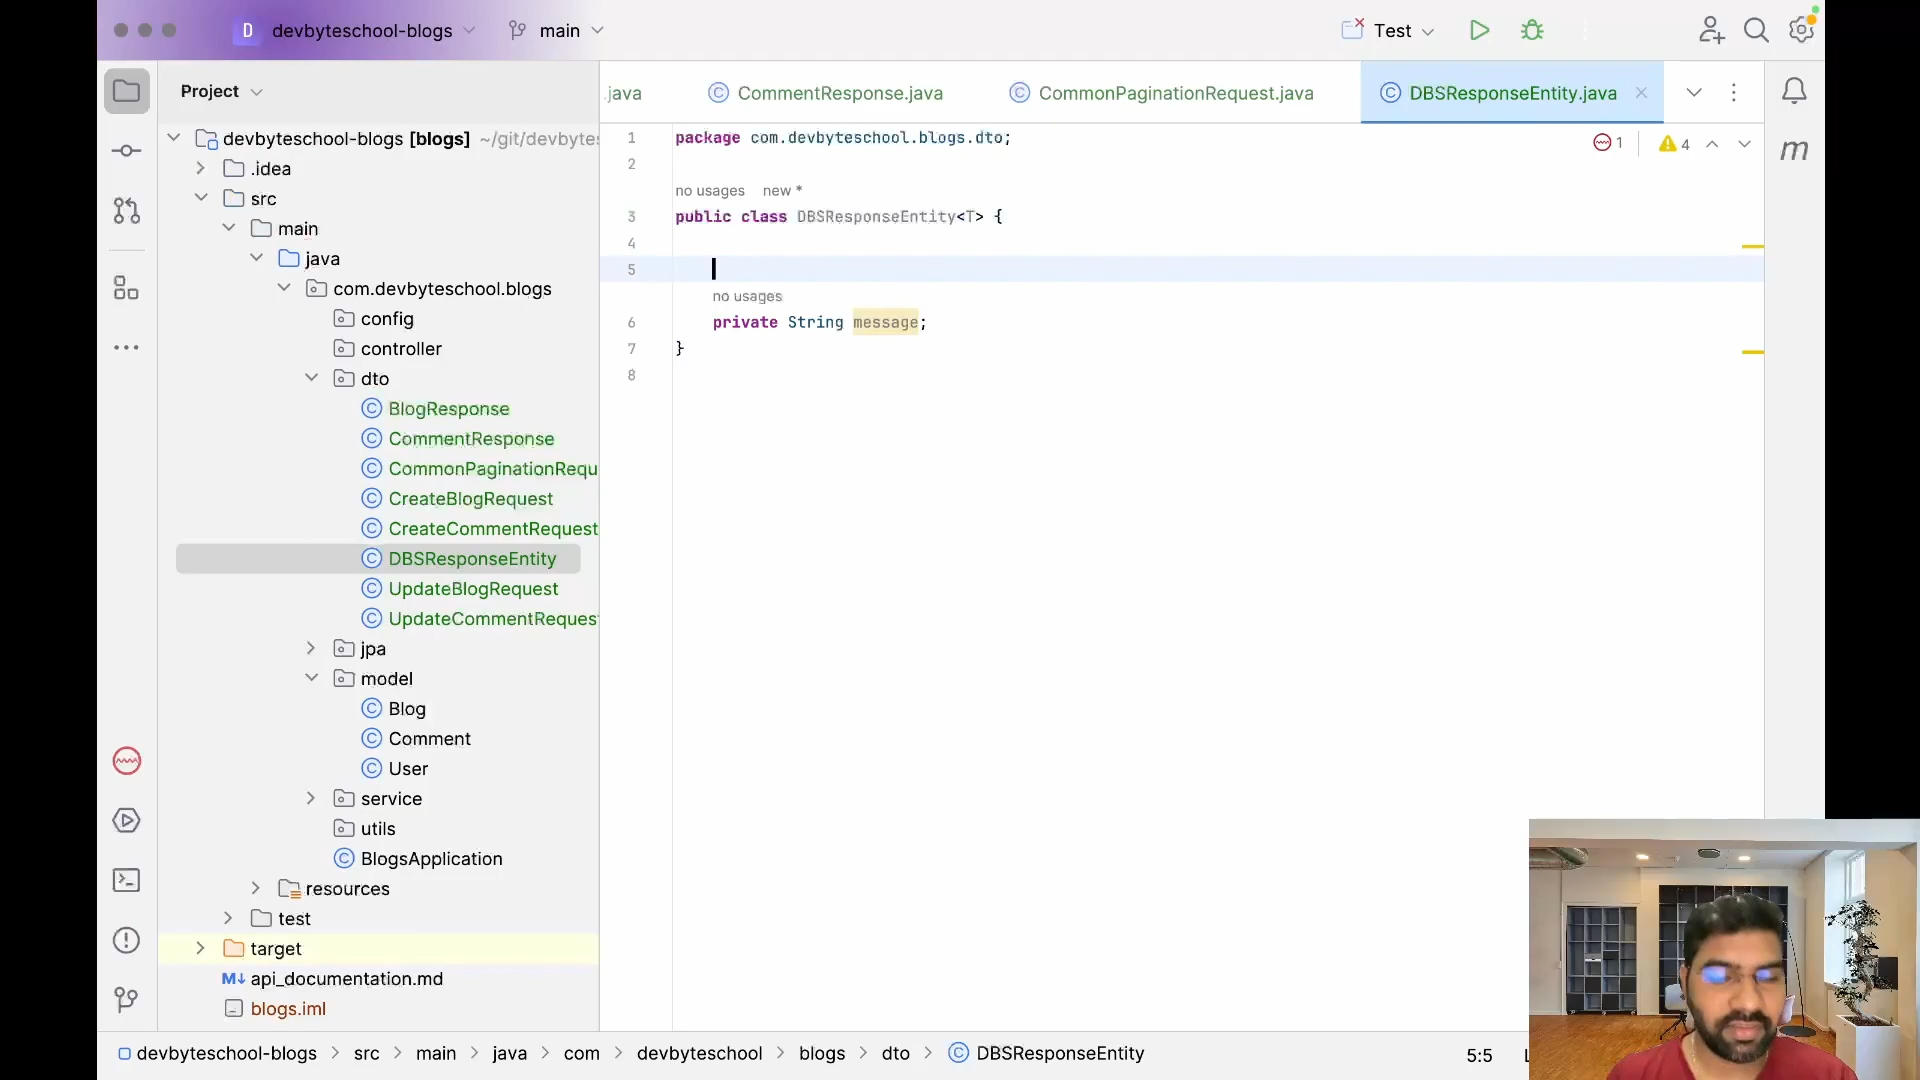 D devbyteschool-blogs main Test
Project
.java CommentResponse.java CommonPaginationRequest.java DBSResponseEntity.java
devbyteschool-blogs [blogs] ~/git/devbytes
.idea
src
main
java
com.devbyteschool.blogs
config
controller
dto
BlogResponse
CommentResponse
CommonPaginationRequ
CreateBlogRequest
CreateCommentRequest
DBSResponseEntity
UpdateBlogRequest
UpdateCommentRequest
jpa
model
Blog
Comment
User
service
utils
BlogsApplication
resources
test
target
M↓ api_documentation.md
blogs.iml
1 package com.devbyteschool.blogs.dto;
1 4
2
no usages new *
3 public class DBSResponseEntity<T> {
4
5
no usages
6 private String message;
7 }
8
m
devbyteschool-blogs > src > main > java > com > devbyteschool > blogs > dto > DBSResponseEntity
5:5